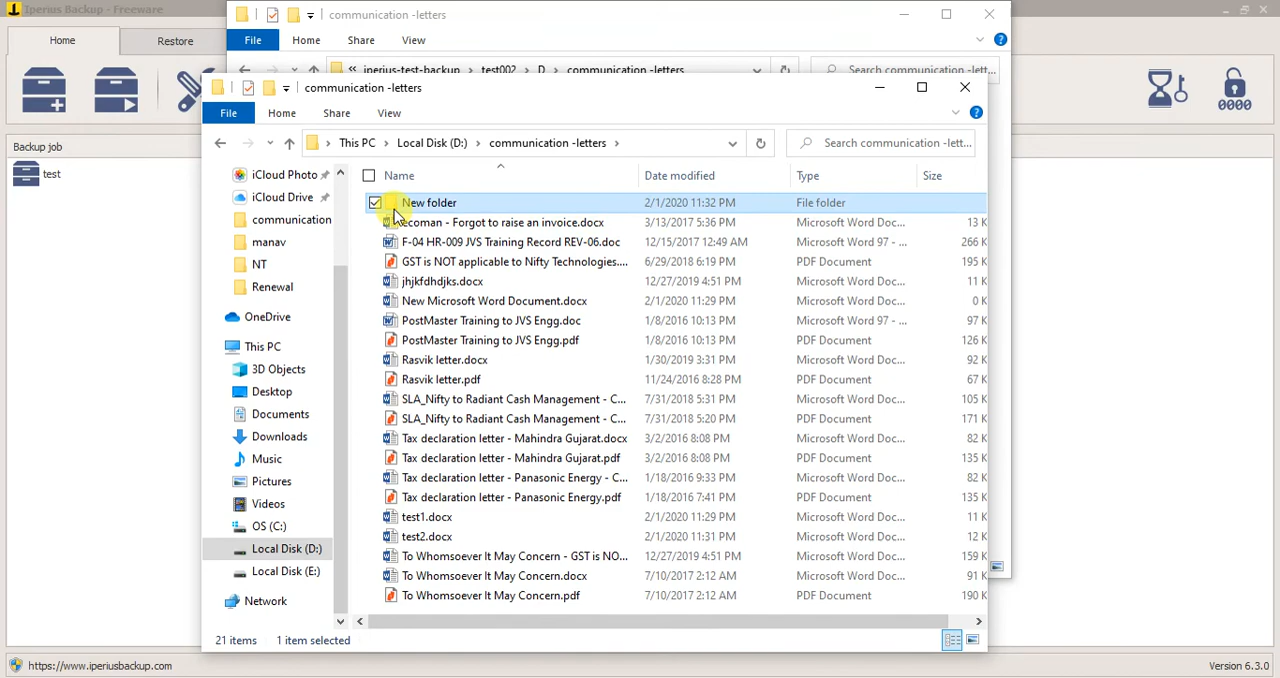 Iperius Backup - Freeware
Home
Restore
0000
Backup job
test
communication -letters
File
Home
Share
View
« iperius-test-backup › test002 › D › communication -letters
Search communication -lett...
communication -letters
File
Home
Share
View
This PC › Local Disk (D:) › communication -letters ›
Search communication -lett...
iCloud Photo
iCloud Drive
communication
manav
NT
Renewal
OneDrive
This PC
3D Objects
Desktop
Documents
Downloads
Music
Pictures
Videos
OS (C:)
Local Disk (D:)
Local Disk (E:)
Network
Name Date modified Type Size
New folder 2/1/2020 11:32 PM File folder
ecoman - Forgot to raise an invoice.docx 3/13/2017 5:36 PM Microsoft Word Doc... 13 K
F-04 HR-009 JVS Training Record REV-06.doc 12/15/2017 12:49 AM Microsoft Word 97 - ... 266 K
GST is NOT applicable to Nifty Technologies.... 6/29/2018 6:19 PM PDF Document 195 K
jhjkfdhdjks.docx 12/27/2019 4:51 PM Microsoft Word Doc... 11 K
New Microsoft Word Document.docx 2/1/2020 11:29 PM Microsoft Word Doc... 0 K
PostMaster Training to JVS Engg.doc 1/8/2016 10:13 PM Microsoft Word 97 - ... 97 K
PostMaster Training to JVS Engg.pdf 1/8/2016 10:13 PM PDF Document 126 K
Rasvik letter.docx 1/30/2019 3:31 PM Microsoft Word Doc... 92 K
Rasvik letter.pdf 11/24/2016 8:28 PM PDF Document 67 K
SLA_Nifty to Radiant Cash Management - C... 7/31/2018 5:31 PM Microsoft Word Doc... 105 K
SLA_Nifty to Radiant Cash Management - C... 7/31/2018 5:20 PM PDF Document 171 K
Tax declaration letter - Mahindra Gujarat.docx 3/2/2016 8:08 PM Microsoft Word Doc... 82 K
Tax declaration letter - Mahindra Gujarat.pdf 3/2/2016 8:08 PM PDF Document 135 K
Tax declaration letter - Panasonic Energy - C... 1/18/2016 9:33 PM Microsoft Word Doc... 82 K
Tax declaration letter - Panasonic Energy.pdf 1/18/2016 7:41 PM PDF Document 135 K
test1.docx 2/1/2020 11:29 PM Microsoft Word Doc... 11 K
test2.docx 2/1/2020 11:31 PM Microsoft Word Doc... 12 K
To Whomsoever It May Concern - GST is NO... 12/27/2019 4:51 PM Microsoft Word Doc... 159 K
To Whomsoever It May Concern.docx 7/10/2017 2:12 AM Microsoft Word Doc... 91 K
To Whomsoever It May Concern.pdf 7/10/2017 2:12 AM PDF Document 190 K
21 items 1 item selected
https://www.iperiusbackup.com
Version 6.3.0